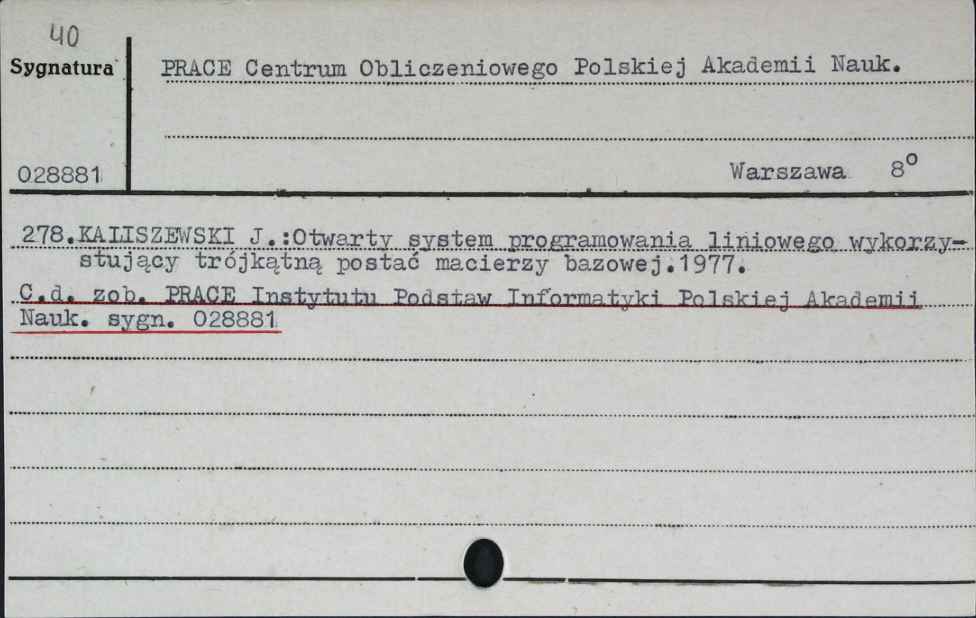 40
Sygnatura
PRACE Centrum Obliczeniowego Polskiej Akademii Nauk.
028881
Warszawa 8°
278.KALISZEWSKI J.:Otwarty system programowania liniowego wykorzy-
stujący trójkątną postać macierzy bazowej.1977.
C.d. zob. PRACE Instytutu Podstaw Informatyki Polskiej Akademii
Nauk. sygn. 028881